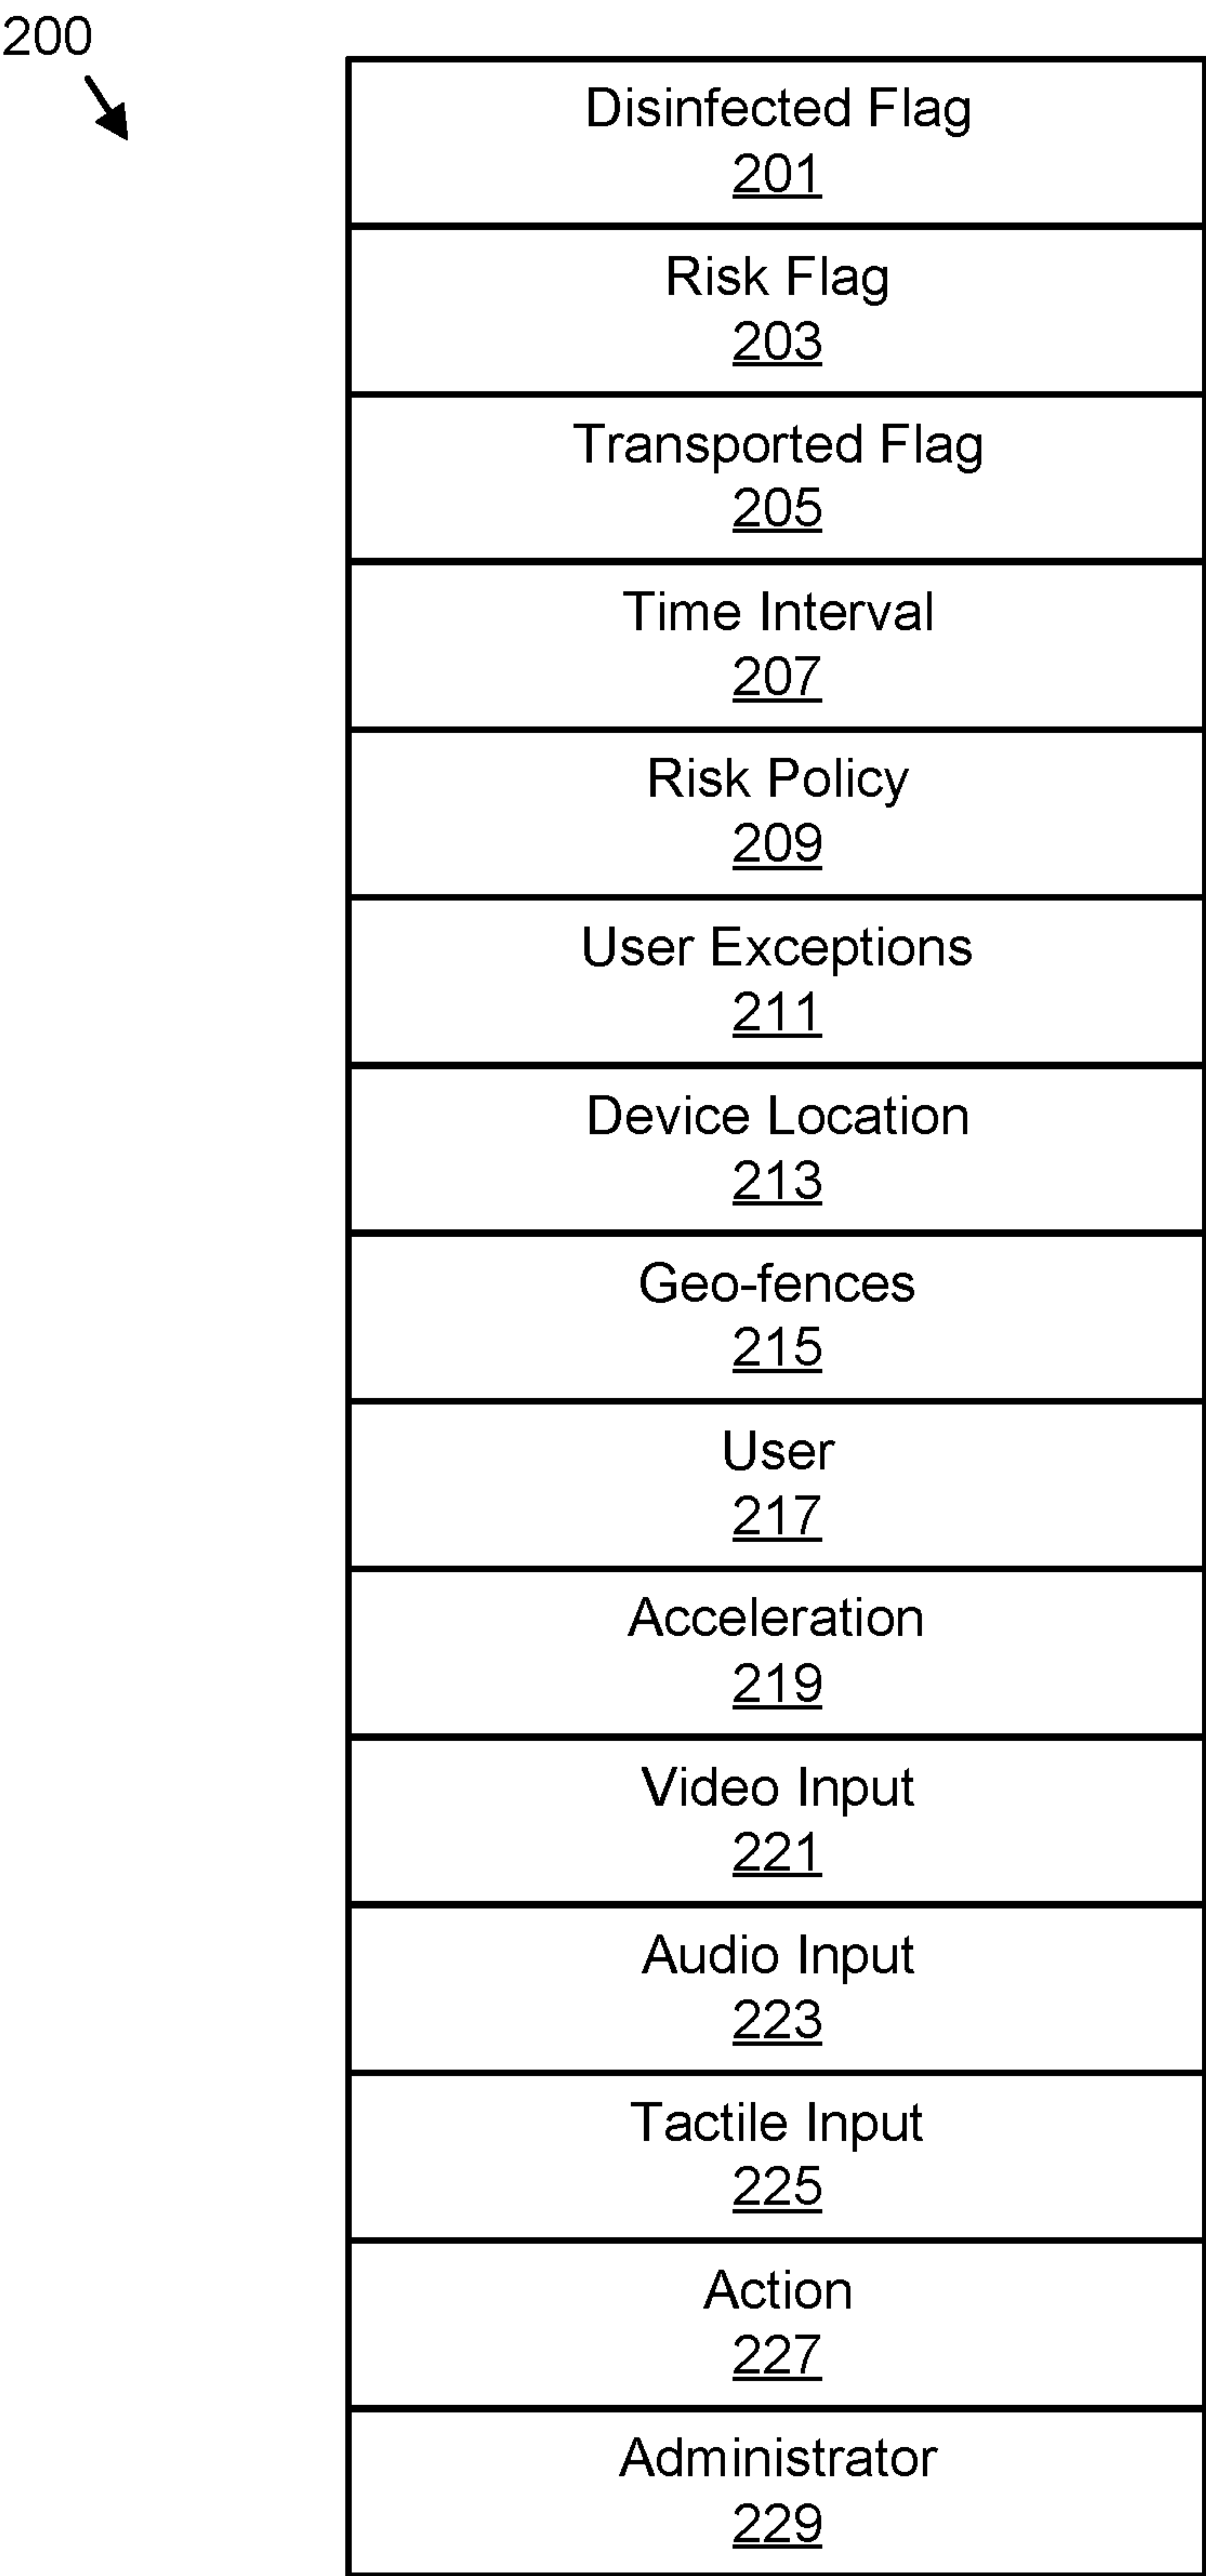 200
Disinfected Flag
201
Risk Flag
203
Transported Flag
205
Time Interval
207
Risk Policy
209
User Exceptions
211
Device Location
213
Geo-fences
215
User
217
Acceleration
219
Video Input
221
Audio Input
223
Tactile Input
225
Action
227
Administrator
229